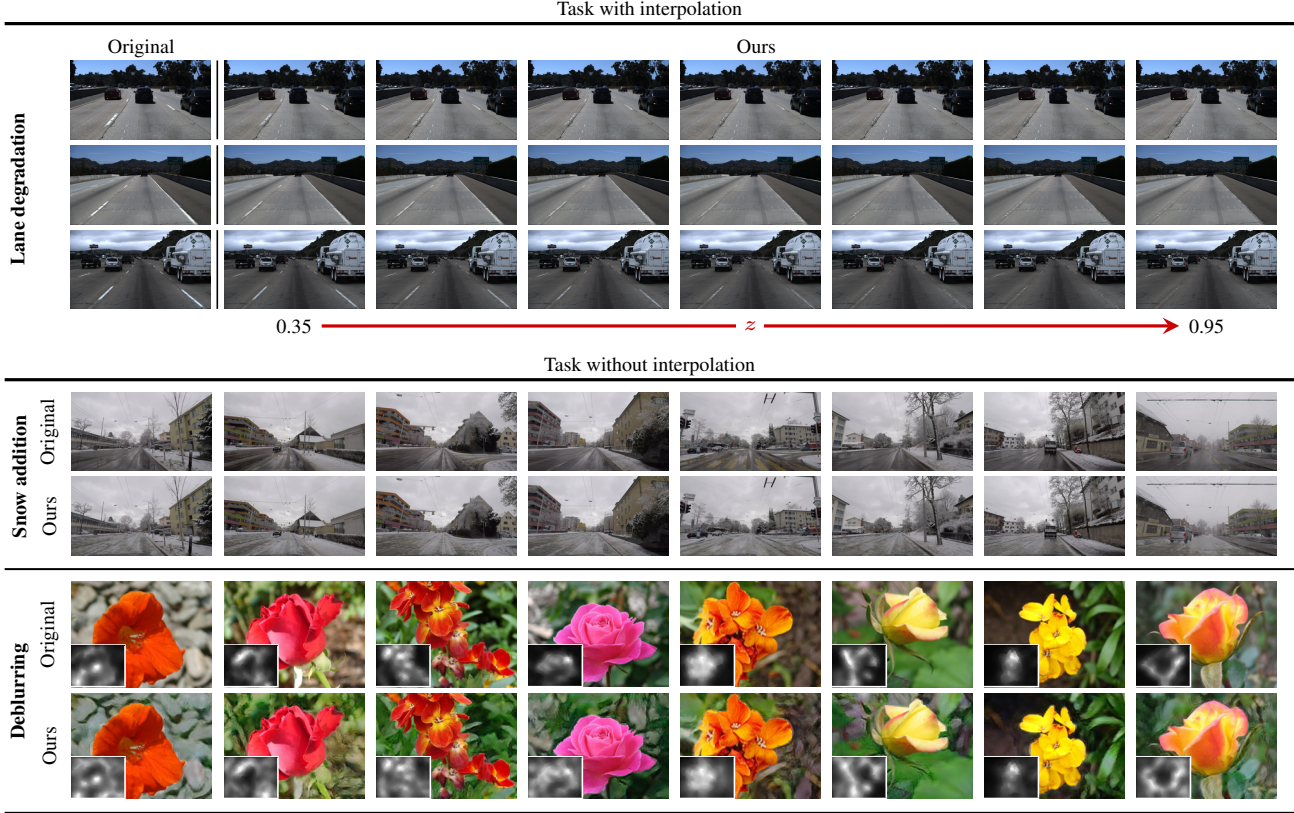 Task with interpolation
Original
Ours
Lane degradation
0.35
z
0.95
Task without interpolation
Snow addition
Original
Ours
Deblurring
Original
Ours